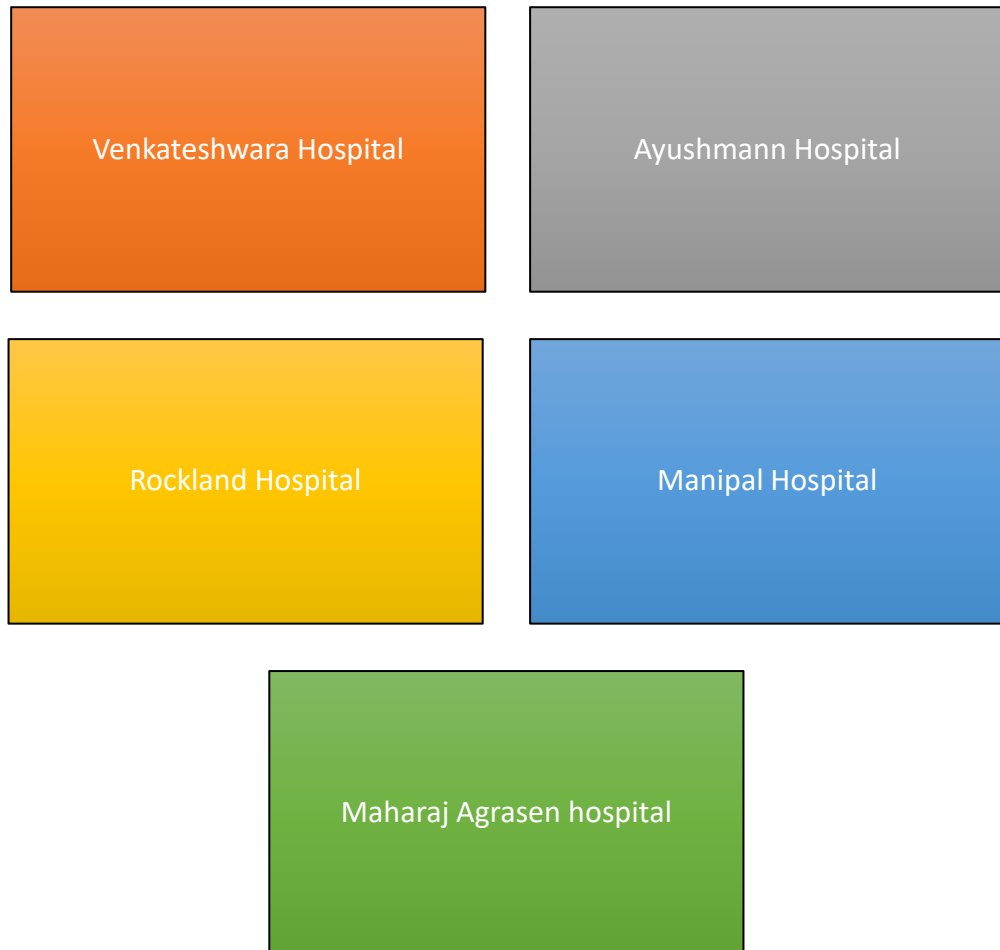 Venkateshwara Hospital
Ayushmann Hospital
Rockland Hospital
Manipal Hospital
Maharaj Agrasen hospital